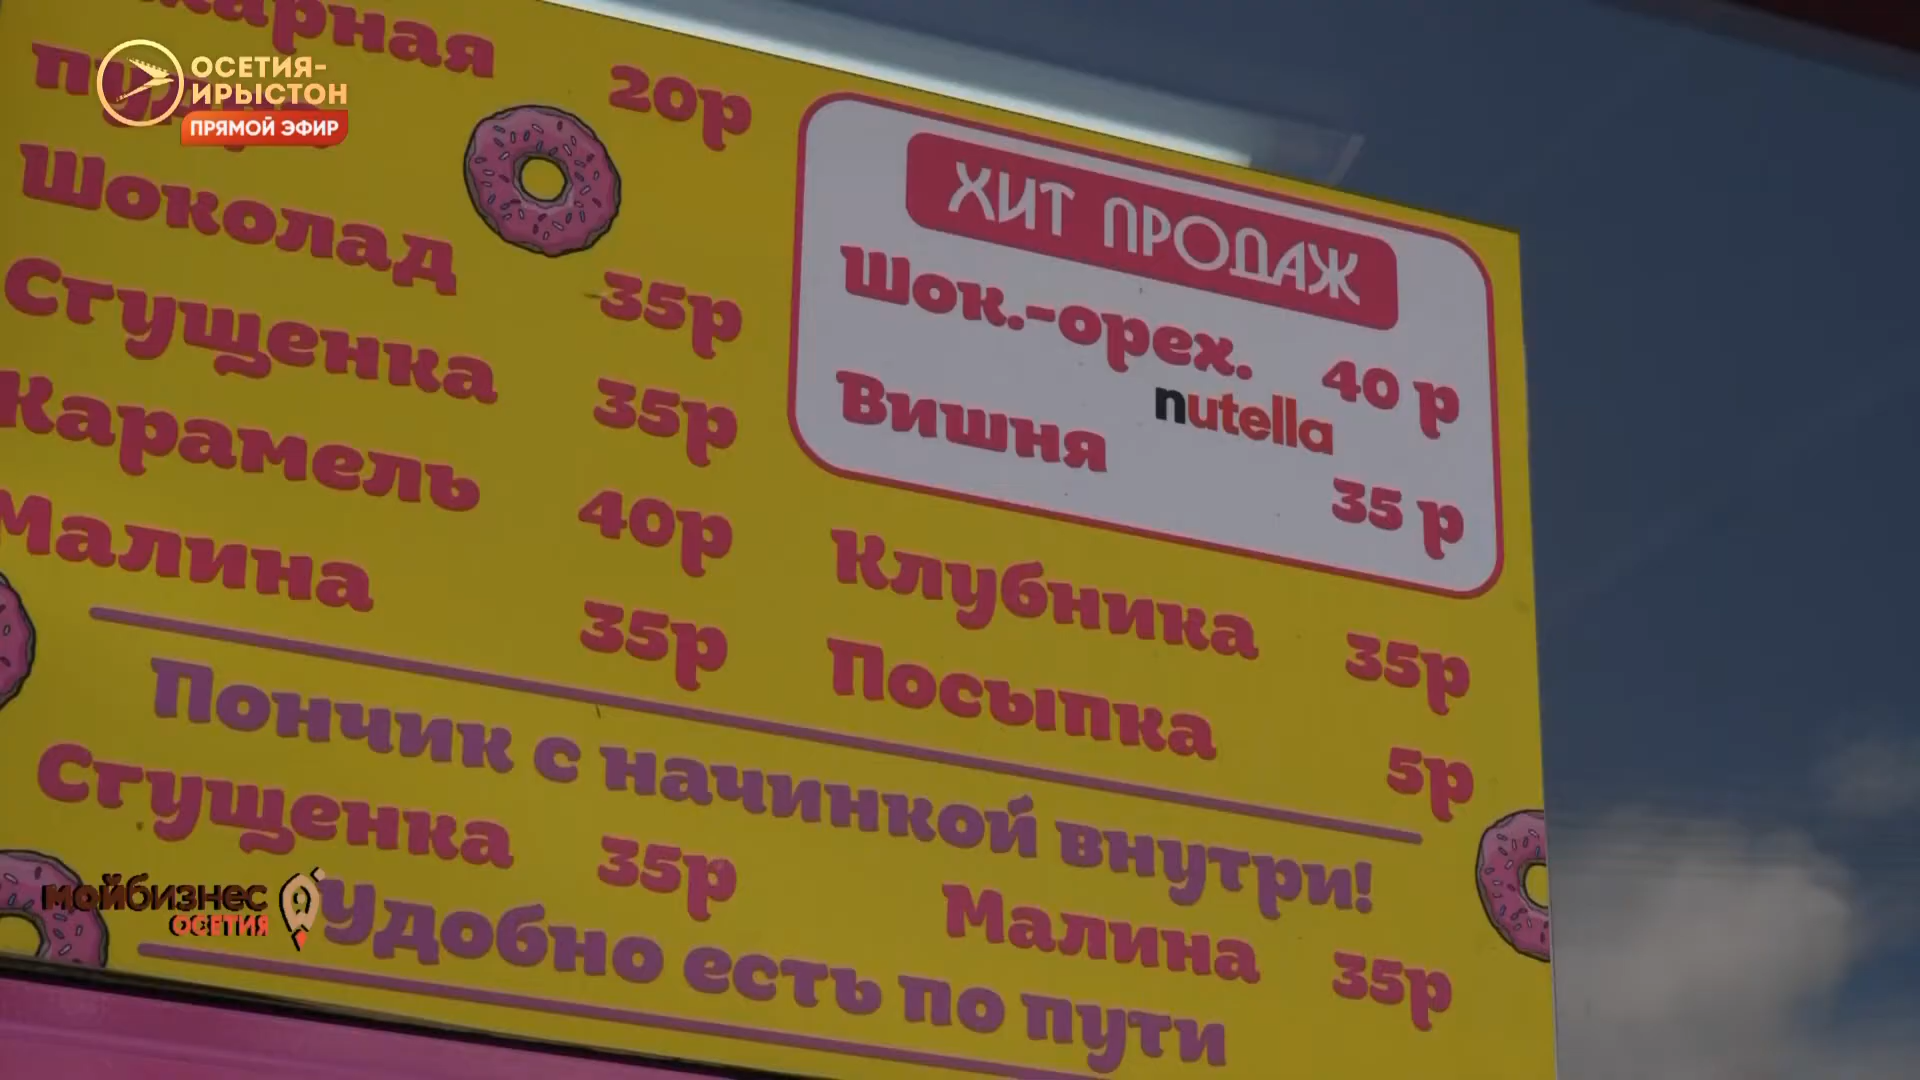 ОСЕТИЯ-
ИРЫСТОН
ПРЯМОЙ ЭФИР
20р
Шоколад 35р
Сгущенка 35р
Карамель 40р
Малина 35р
ХИТ ПРОДАЖ
Шок.-орех. 40 р
nutella
Вишня 35 р
Клубника 35р
Посыпка 5р
Пончик с начинкой внутри!
Сгущенка 35р Малина 35р
Удобно есть по пути
мойбизнес
ОСЕТИЯ